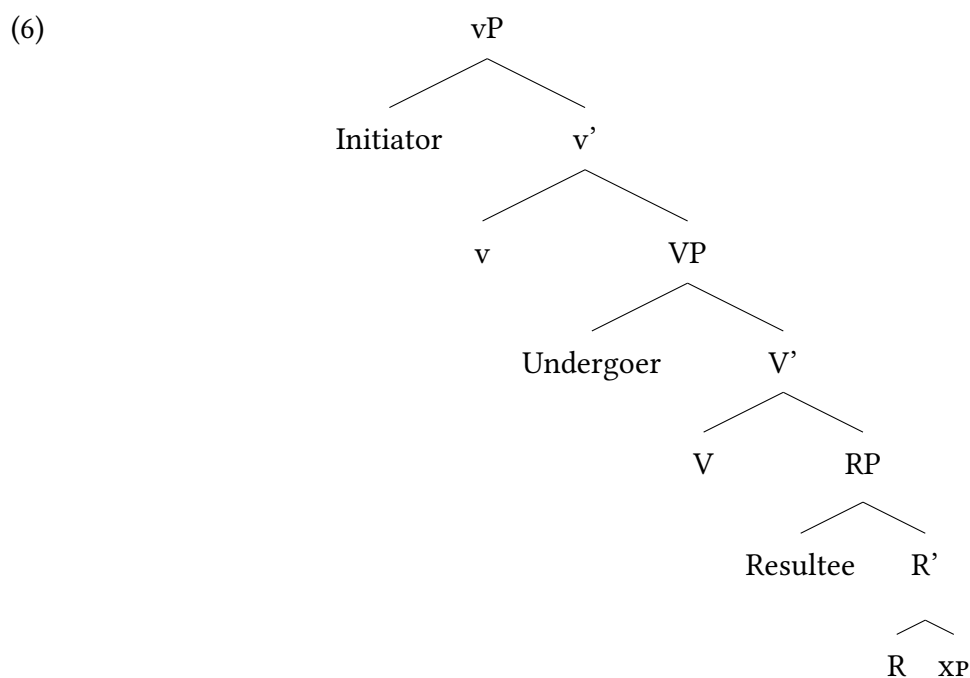 (6) vP
Initiator v’
v VP
Undergoer V’
V RP
Resultee R’
R XP